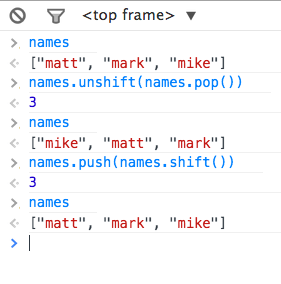 <top frame> ▼
> names
< ["matt", "mark", "mike"]
> names.unshift(names.pop())
< 3
> names
< ["mike", "matt", "mark"]
> names.push(names.shift())
< 3
> names
< ["matt", "mark", "mike"]
>